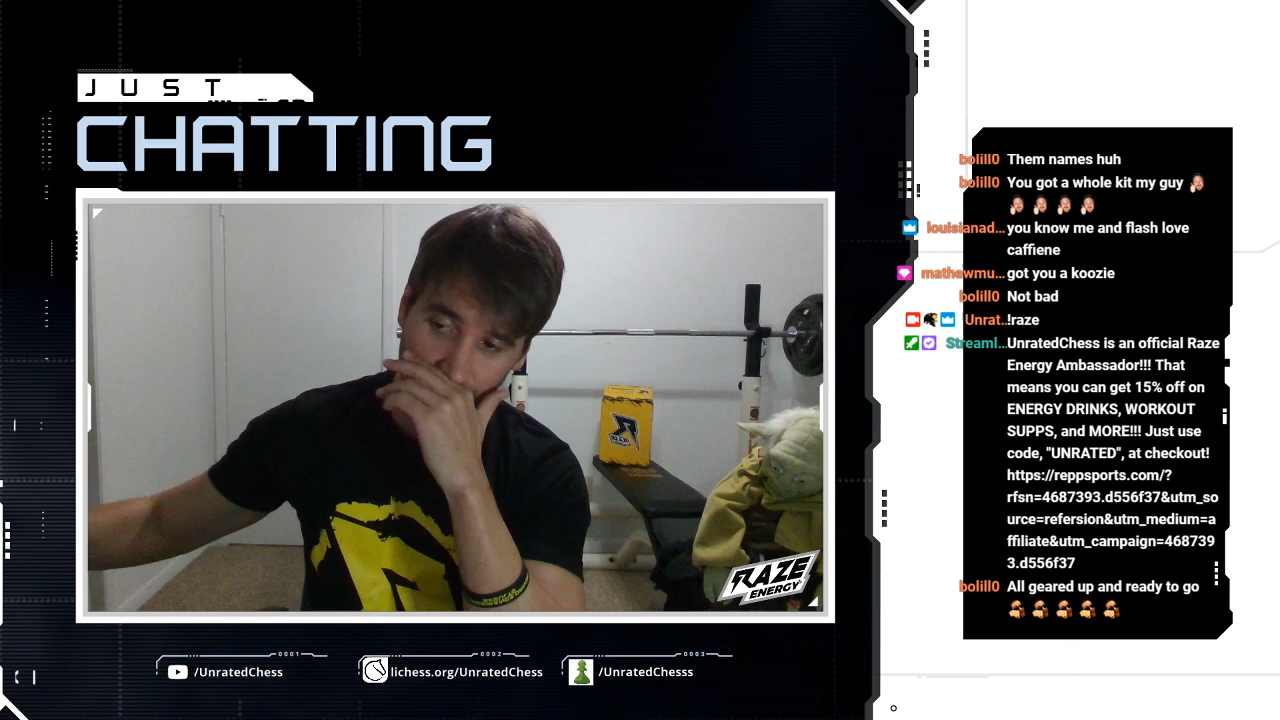 JUST
CHATTING
bolill0 Them names huh
bolill0 You got a whole kit my guy
louisianad... you know me and flash love
caffiene
mathewmu... got you a koozie
bolill0 Not bad
Unrat.. !raze
Streaml... UnratedChess is an official Raze
Energy Ambassador!!! That
means you can get 15% off on
ENERGY DRINKS, WORKOUT
SUPPS, and MORE!!! Just use
code, "UNRATED", at checkout!
https://reppsports.com/?
rfsn=4687393.d556f37&utm_so
urce=refersion&utm_medium=a
ffiliate&utm_campaign=468739
3.d556f37
bolill0 All geared up and ready to go
RAZE
ENERGY
0001
/UnratedChess
0002
lichess.org/UnratedChess
0003
/UnratedChesss